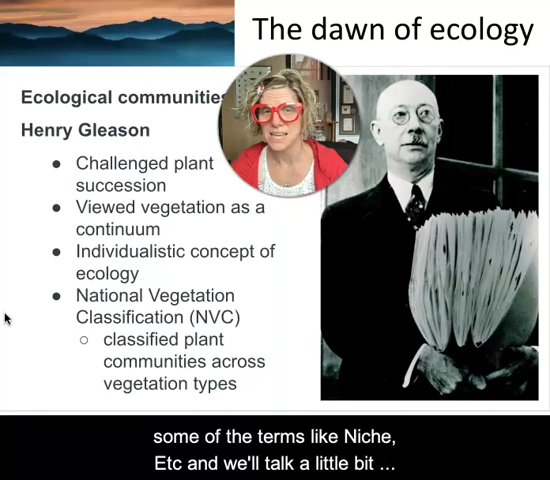 The dawn of ecology
Ecological communities
Henry Gleason
● Challenged plant
succession
● Viewed vegetation as a
continuum
● Individualistic concept of
ecology
● National Vegetation
Classification (NVC)
○ classified plant
communities across
vegetation types
some of the terms like Niche,
Etc and we'll talk a little bit ...